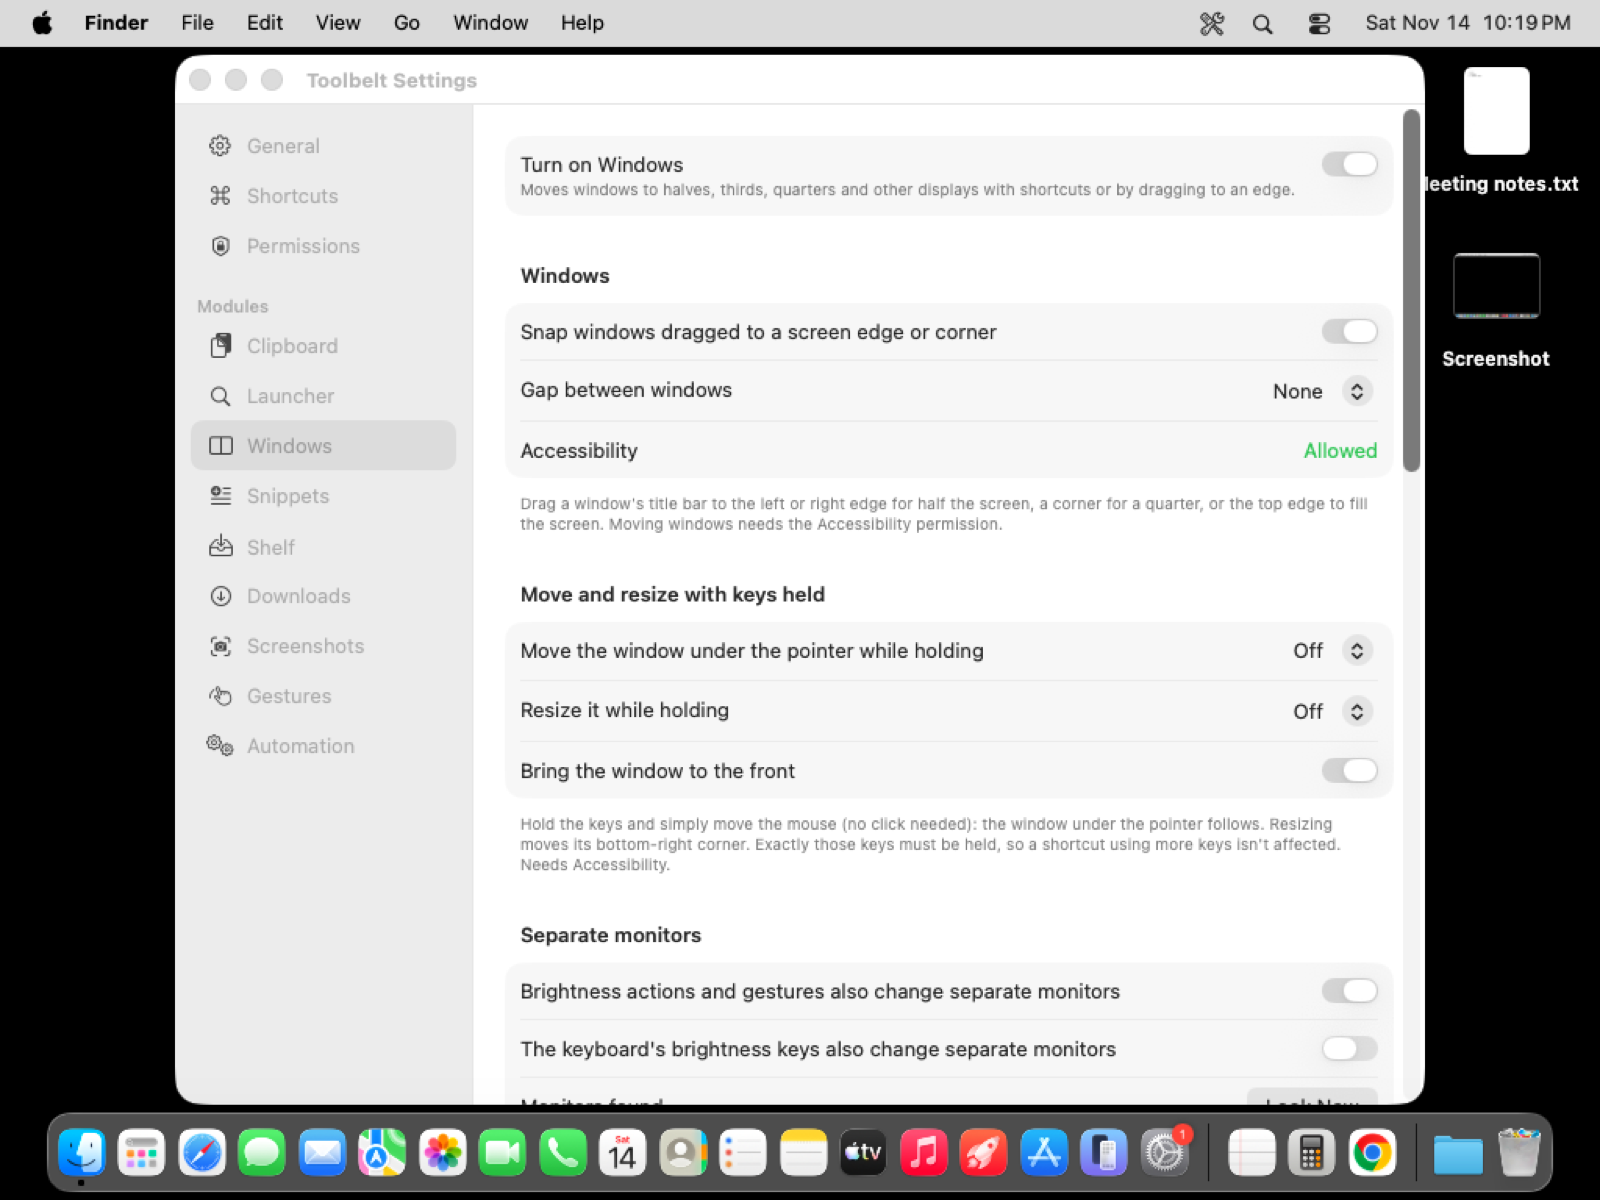 Finder File Edit View Go Window Help Sat Nov 14 10:19 PM
Toolbelt Settings
General
Shortcuts
Permissions
Modules
Clipboard
Launcher
Windows
Snippets
Shelf
Downloads
Screenshots
Gestures
Automation
Turn on Windows
Moves windows to halves, thirds, quarters and other displays with shortcuts or by dragging to an edge.
Windows
Snap windows dragged to a screen edge or corner
Gap between windows None
Accessibility Allowed
Drag a window's title bar to the left or right edge for half the screen, a corner for a quarter, or the top edge to fill
the screen. Moving windows needs the Accessibility permission.
Move and resize with keys held
Move the window under the pointer while holding Off
Resize it while holding Off
Bring the window to the front
Hold the keys and simply move the mouse (no click needed): the window under the pointer follows. Resizing
moves its bottom-right corner. Exactly those keys must be held, so a shortcut using more keys isn't affected.
Needs Accessibility.
Separate monitors
Brightness actions and gestures also change separate monitors
The keyboard's brightness keys also change separate monitors
Monitors found Look Now
eeting notes.txt
Screenshot
Sat
14
tv
1